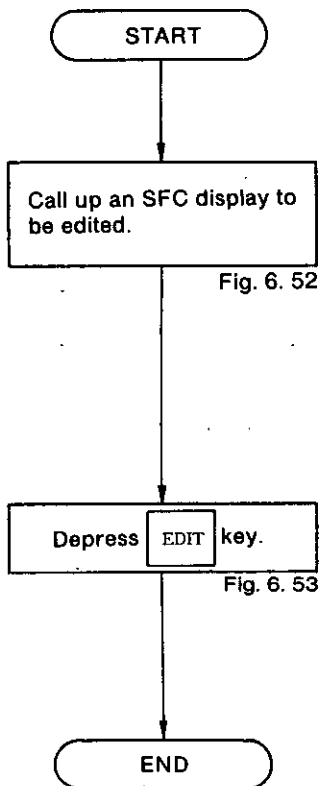 START
Call up an SFC display to
be edited.
Fig. 6. 52
Depress EDIT key.
Fig. 6. 53
END